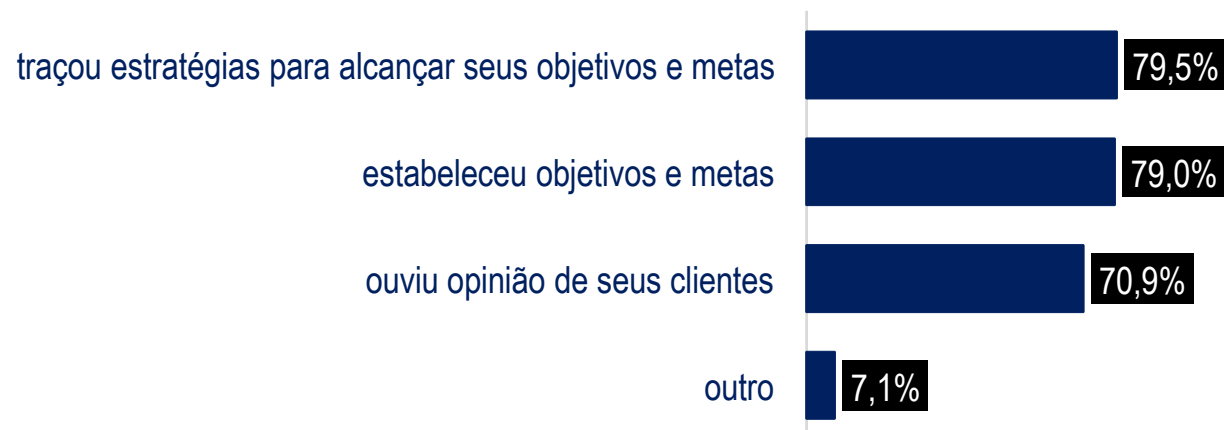 traçou estratégias para alcançar seus objetivos e metas 79,5%
estabeleceu objetivos e metas 79,0%
ouviu opinião de seus clientes 70,9%
outro 7,1%